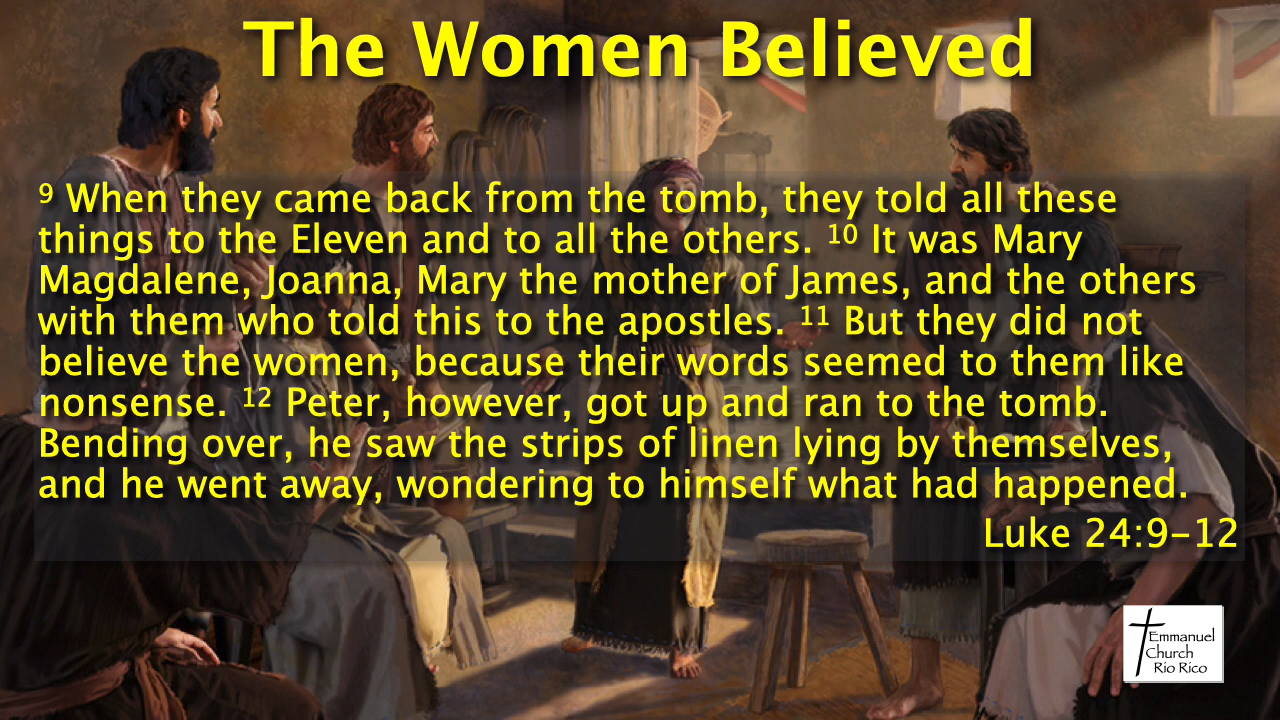 The Women Believed
⁹ When they came back from the tomb, they told all these
things to the Eleven and to all the others. ¹⁰ It was Mary
Magdalene, Joanna, Mary the mother of James, and the others
with them who told this to the apostles. ¹¹ But they did not
believe the women, because their words seemed to them like
nonsense. ¹² Peter, however, got up and ran to the tomb.
Bending over, he saw the strips of linen lying by themselves,
and he went away, wondering to himself what had happened.
Luke 24:9–12
Emmanuel
Church
Rio Rico